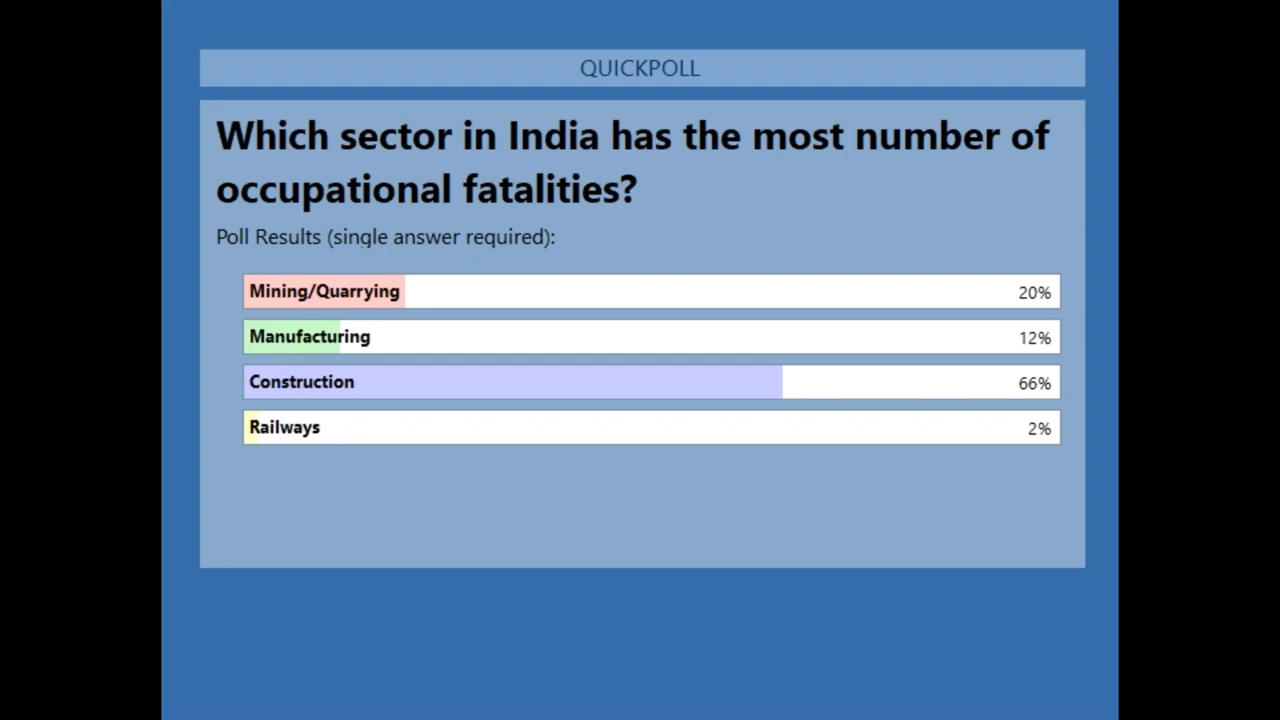 QUICKPOLL
Which sector in India has the most number of
occupational fatalities?
Poll Results (single answer required):
Mining/Quarrying 20%
Manufacturing 12%
Construction 66%
Railways 2%